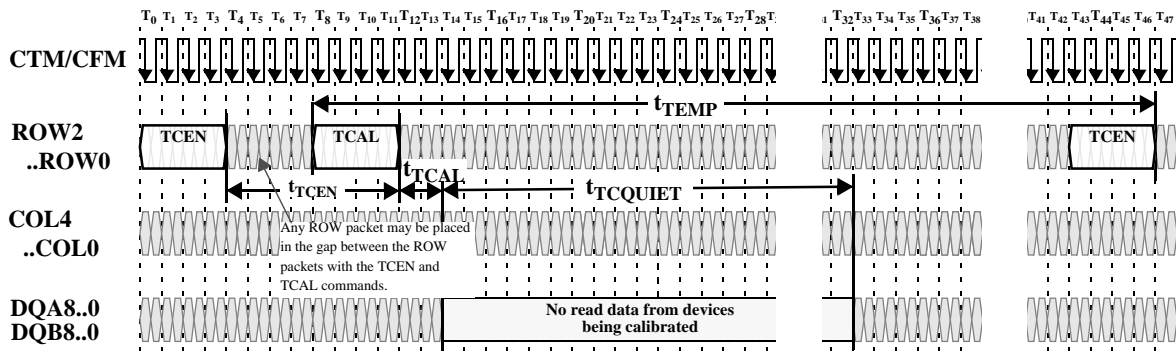 T0 T1 T2 T3 T4 T5 T6 T7 T8 T9 T10 T11 T12 T13 T14 T15 T16 T17 T18 T19 T20 T21 T22 T23 T24 T25 T26 T27 T28 T32 T33 T34 T35 T36 T37 T38 T41 T42 T43 T44 T45 T46 T47
CTM/CFM
tTEMP
ROW2
..ROW0
TCEN
TCAL
TCEN
tTCEN
tTCAL
tTCQUIET
COL4
..COL0
Any ROW packet may be placed
in the gap between the ROW
packets with the TCEN and
TCAL commands.
DQA8..0
DQB8..0
No read data from devices
being calibrated